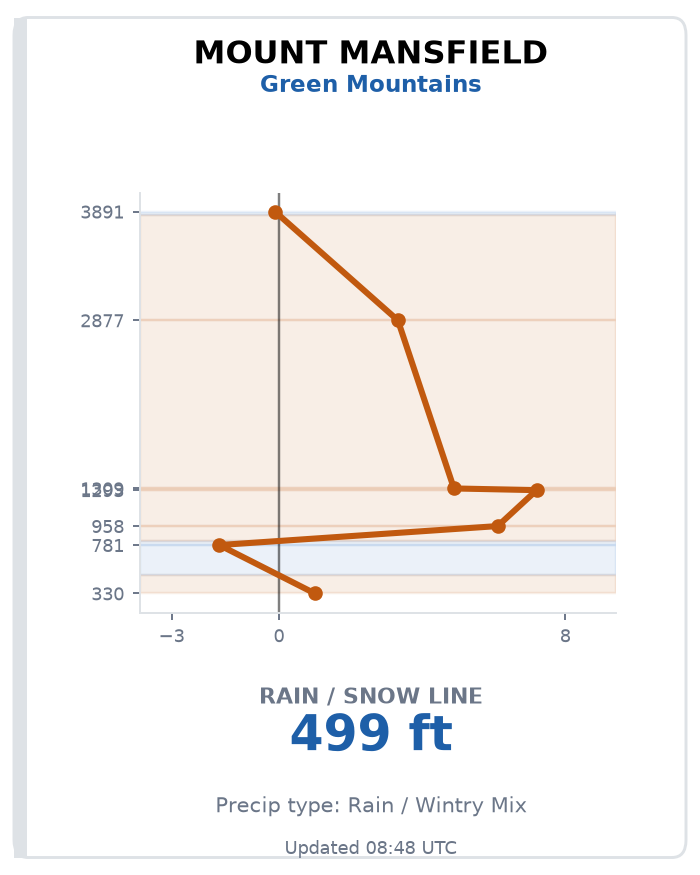 MOUNT MANSFIELD
Green Mountains
3891
2877
958
781
330
−3 0 8
RAIN / SNOW LINE
499 ft
Precip type: Rain / Wintry Mix
Updated 08:48 UTC